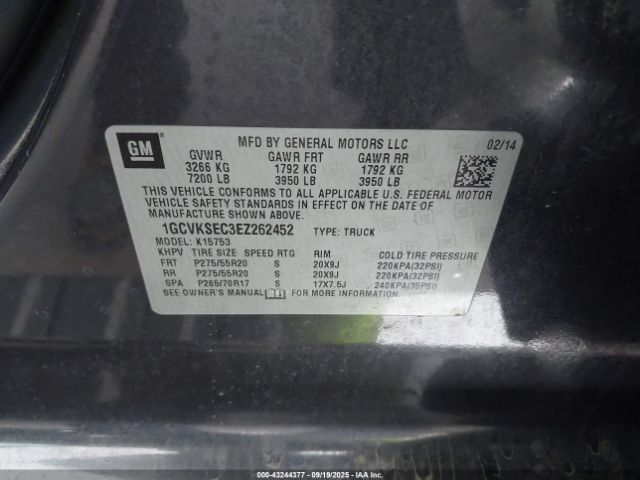 GM
MFD BY GENERAL MOTORS LLC 02/14
GVWR GAWR FRT GAWR RR
3266 KG 1792 KG 1792 KG
7200 LB 3950 LB 3950 LB
THIS VEHICLE CONFORMS TO ALL APPLICABLE U.S. FEDERAL MOTOR
VEHICLE SAFETY STANDARDS IN EFFECT ON THE DATE OF
MANUFACTURE SHOWN ABOVE.
1GCVKSEC3EZ262452 TYPE: TRUCK
MODEL: K15753
KHPV TIRE SIZE SPEED RTG RIM COLD TIRE PRESSURE
FRT P275/55R20 S 20X9J 220KPA(32PSI)
RR P275/55R20 S 20X9J 220KPA(32PSI)
SPA P265/70R17 S 17X7.5J 240KPA(35PSI)
SEE OWNER'S MANUAL FOR MORE INFORMATION.
000-43244377 - 09/19/2025 - IAAI.COM